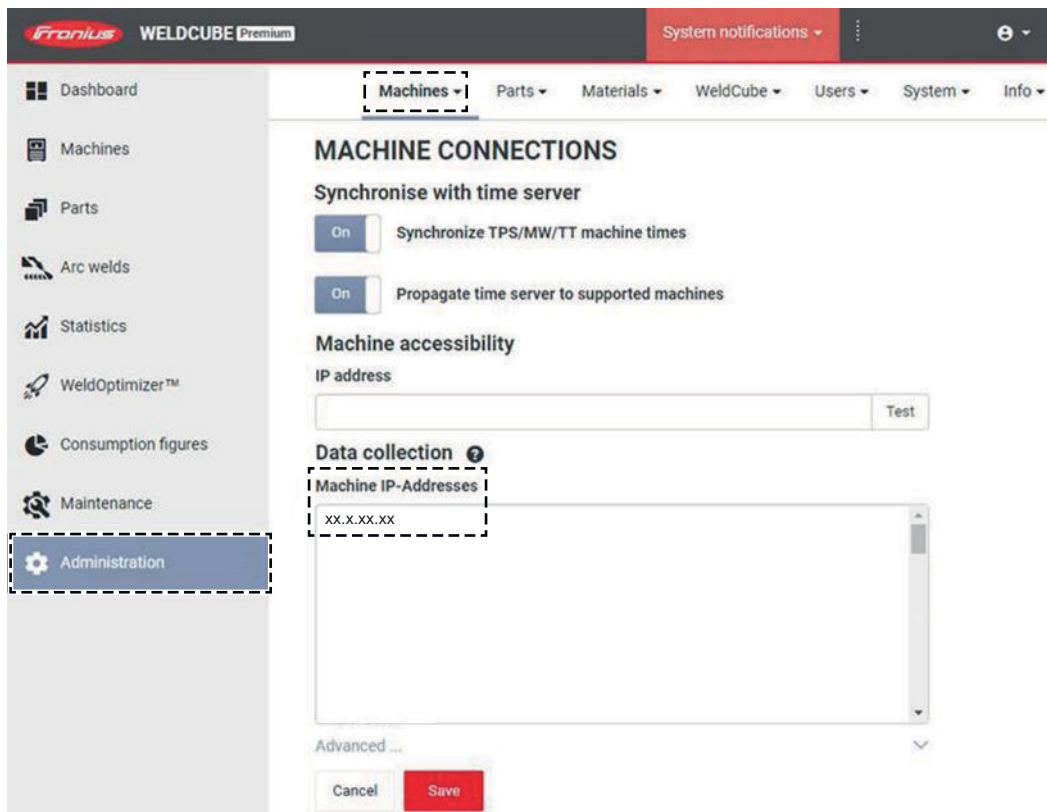 Fronius WELDCUBE Premium
System notifications
Dashboard
Machines Parts Materials WeldCube Users System Info
Machines
Parts
Arc welds
Statistics
WeldOptimizer™
Consumption figures
Maintenance
Administration
MACHINE CONNECTIONS
Synchronise with time server
On Synchronize TPS/MW/TT machine times
On Propagate time server to supported machines
Machine accessibility
IP address
Test
Data collection ?
Machine IP-Addresses
xx.x.xx.xx
Advanced ...
Cancel Save